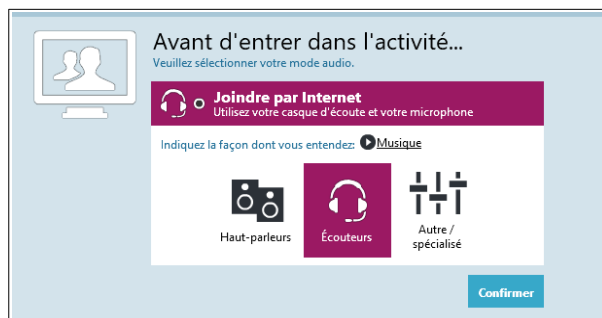 Avant d'entrer dans l'activité...
Veuillez sélectionner votre mode audio.
Joindre par Internet
Utilisez votre casque d'écoute et votre microphone
Indiquez la façon dont vous entendez: Musique
Haut-parleurs
Écouteurs
Autre /
spécialisé
Confirmer